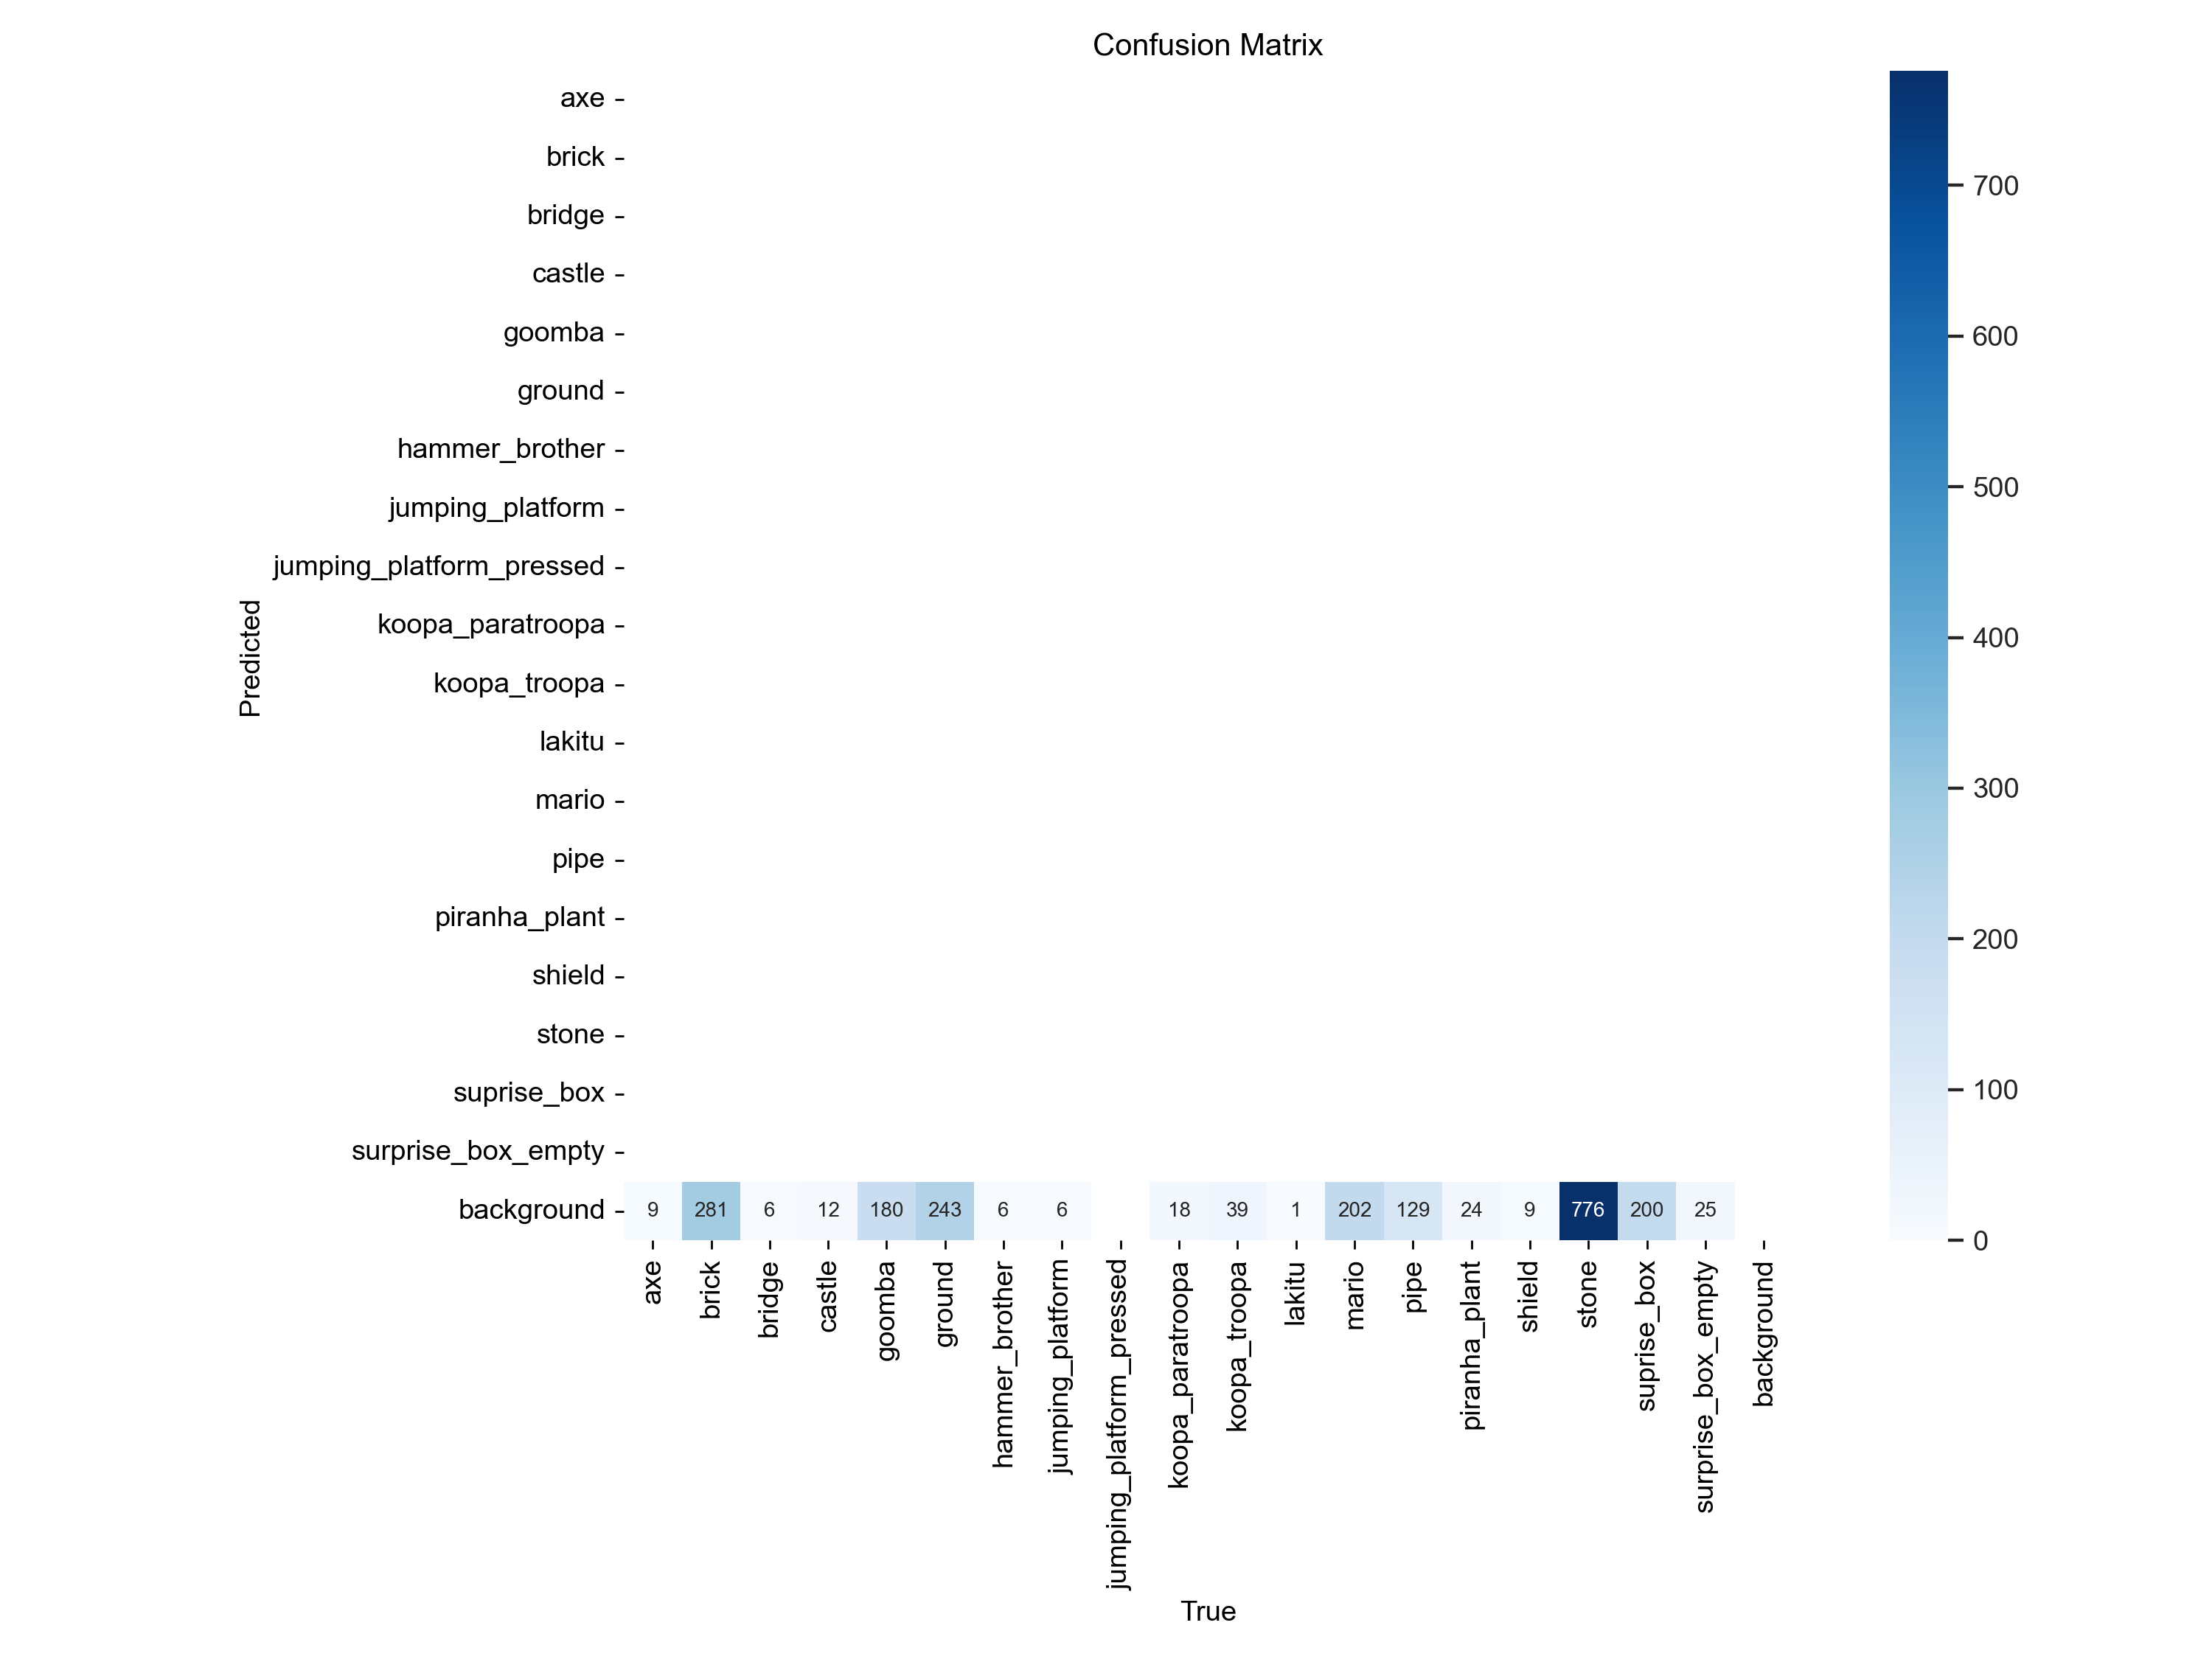 Confusion Matrix
axe
brick
bridge
castle
goomba
ground
hammer_brother
jumping_platform
jumping_platform_pressed
koopa_paratroopa
koopa_troopa
lakitu
mario
pipe
piranha_plant
shield
stone
suprise_box
surprise_box_empty
background
Predicted
9 281 6 12 180 243 6 6 18 39 1 202 129 24 9 776 200 25
axe
brick
bridge
castle
goomba
ground
hammer_brother
jumping_platform
jumping_platform_pressed
koopa_paratroopa
koopa_troopa
lakitu
mario
pipe
piranha_plant
shield
stone
suprise_box
surprise_box_empty
background
True
700
600
500
400
300
200
100
0